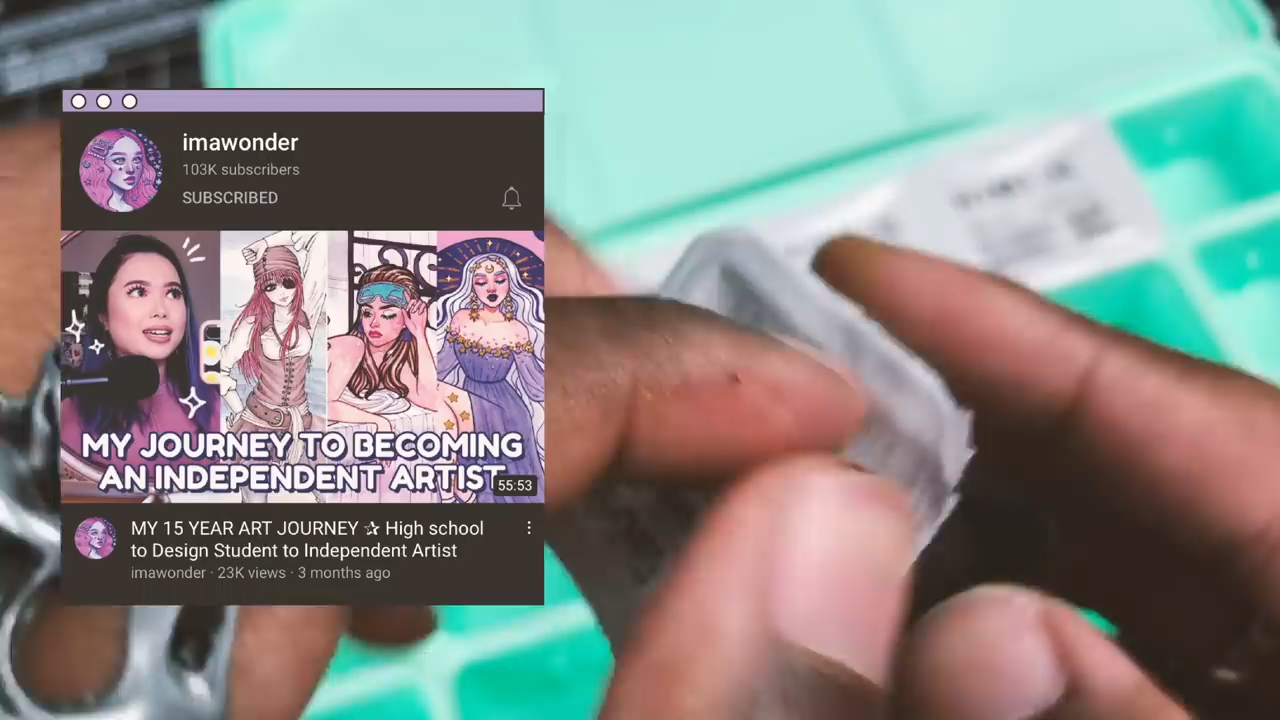 imawonder
103K subscribers
SUBSCRIBED
MY JOURNEY TO BECOMING
AN INDEPENDENT ARTIST
55:53
MY 15 YEAR ART JOURNEY ✰ High school
to Design Student to Independent Artist
imawonder · 23K views · 3 months ago